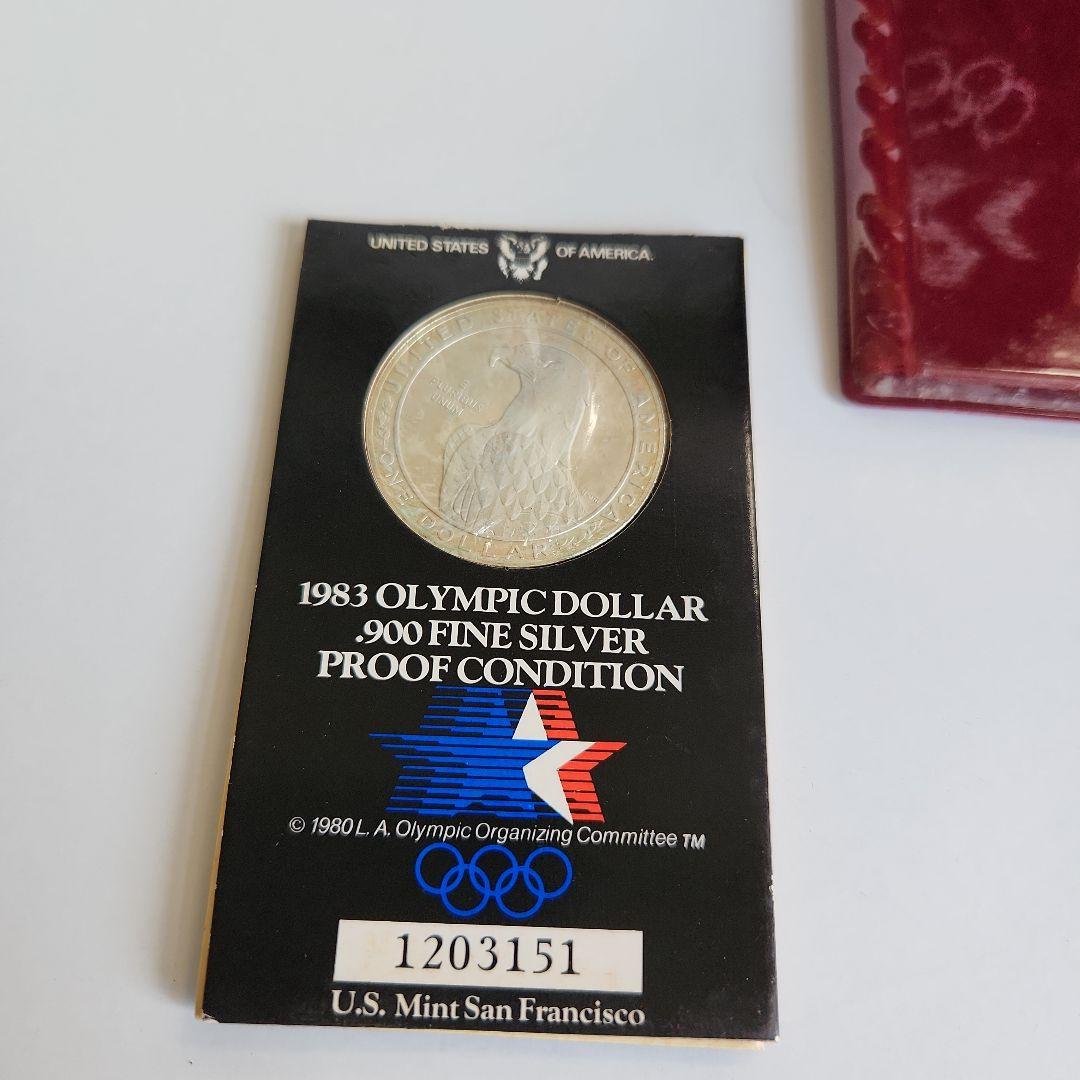 UNITED STATES OF AMERICA.
UNITED STATES OF AMERICA
E
PLURIBUS
UNUM
ONE DOLLAR
1983 OLYMPIC DOLLAR
.900 FINE SILVER
PROOF CONDITION
© 1980 L. A. Olympic Organizing Committee TM
1203151
U.S. Mint San Francisco